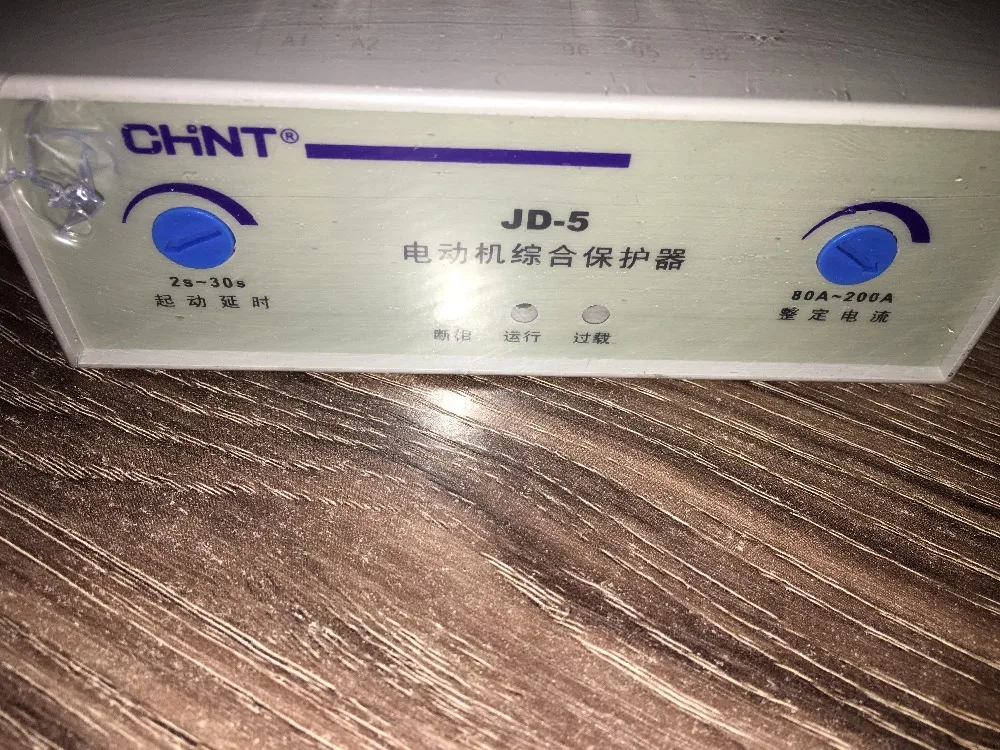 A1 A2 96 95 98
CHNT®
JD-5
电动机综合保护器
2s~30s
起动延时
80A~200A
整定电流
断相 运行 过载